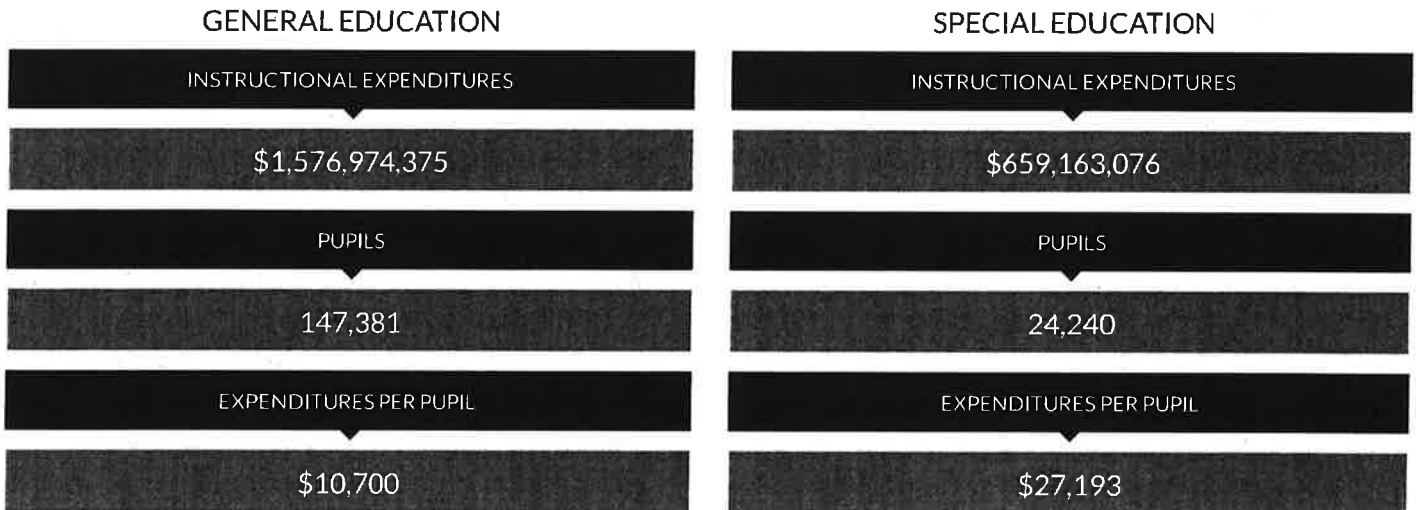 GENERAL EDUCATION
INSTRUCTIONAL EXPENDITURES
$1,576,974,375
PUPILS
147,381
EXPENDITURES PER PUPIL
$10,700
SPECIAL EDUCATION
INSTRUCTIONAL EXPENDITURES
$659,163,076
PUPILS
24,240
EXPENDITURES PER PUPIL
$27,193